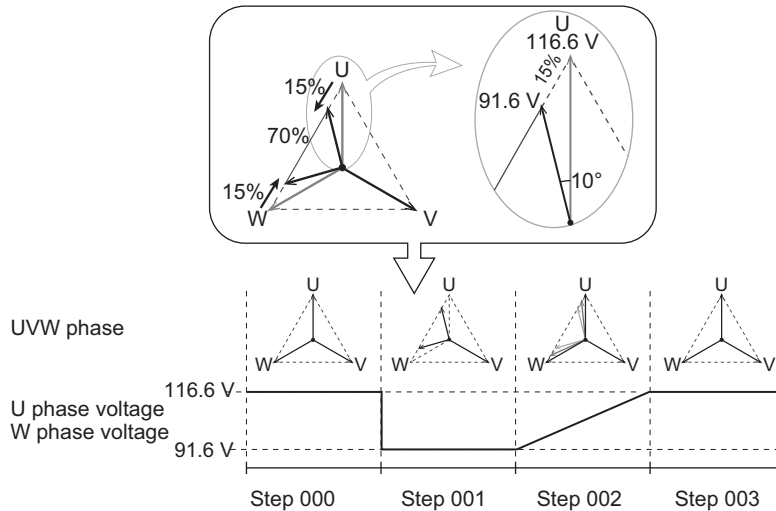 U
15%
70%
15%
W
V
U
116.6 V
15%
91.6 V
10°
UVW phase
U
W
V
U
W
V
U
W
V
U
W
V
U phase voltage
W phase voltage
116.6 V
91.6 V
Step 000
Step 001
Step 002
Step 003